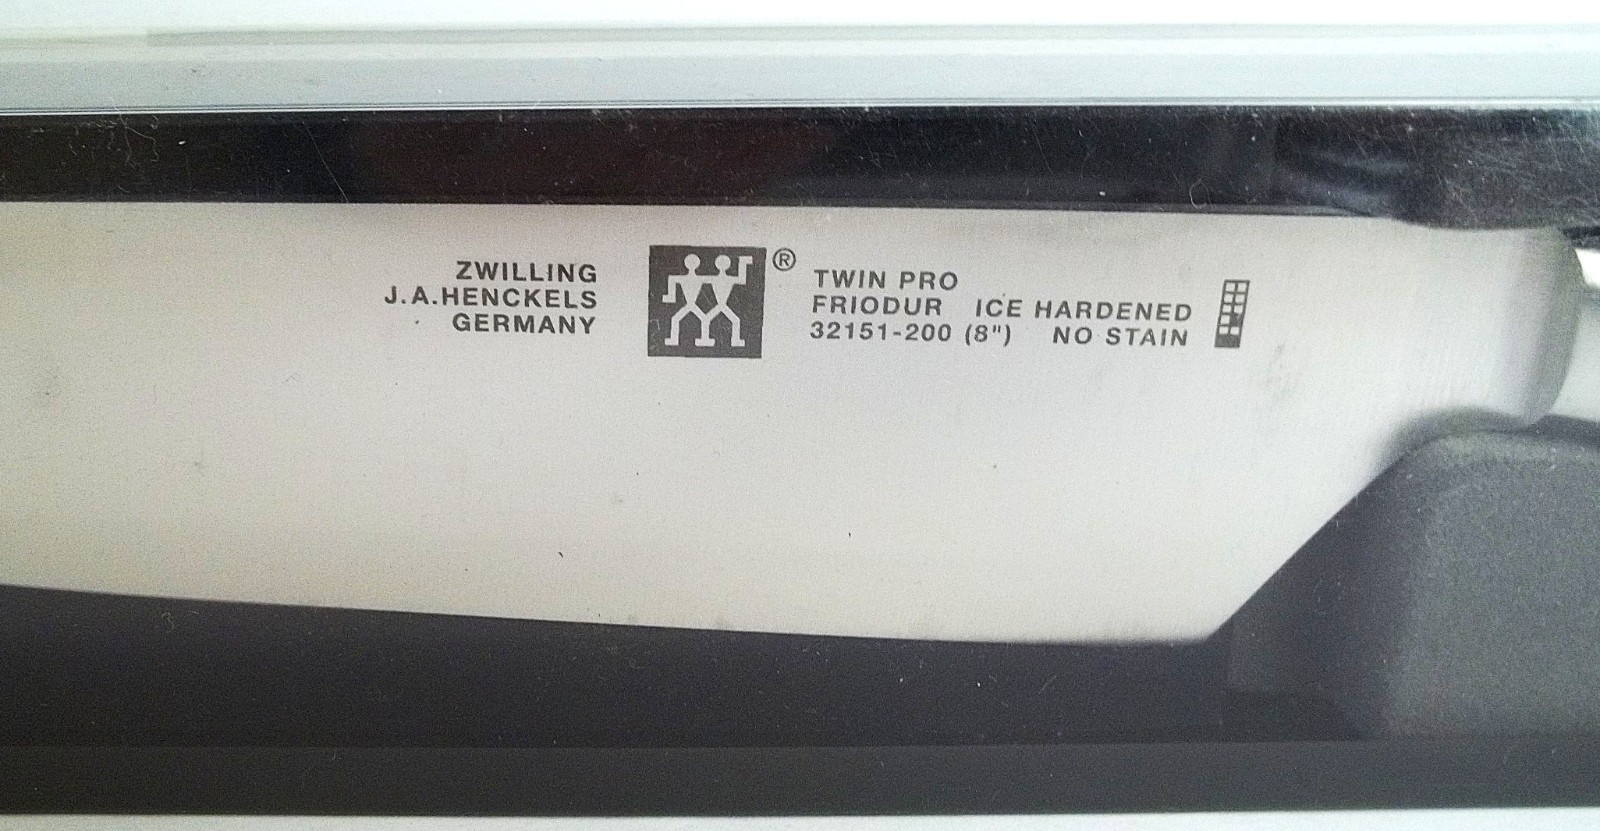 ZWILLING
J.A.HENCKELS
GERMANY
®
TWIN PRO
FRIODUR ICE HARDENED
32151-200 (8") NO STAIN